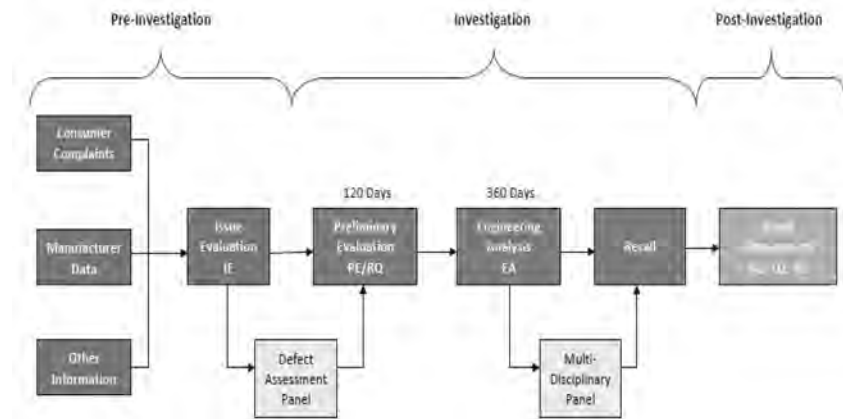 Pre-Investigation
Investigation
Post-Investigation
Consumer
Complaints
Manufacturer
Data
Other
Information
Issue
Evaluation
IE
Defect
Assessment
Panel
120 Days
Preliminary
Evaluation
PE/RQ
360 Days
Engineering
Analysis
EA
Multi-
Disciplinary
Panel
Recall